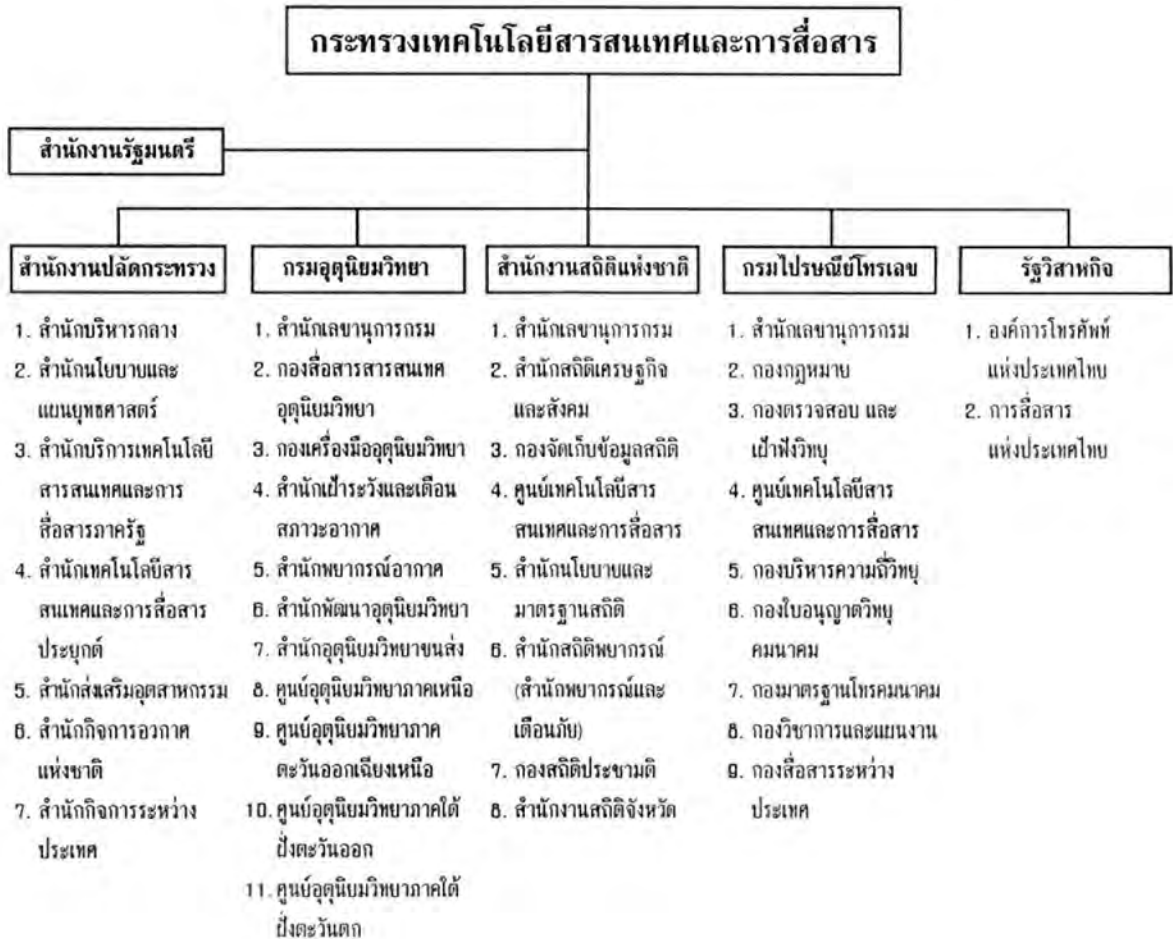 กระทรวงเทคโนโลยีสารสนเทศและการสื่อสาร
สำนักงานรัฐมนตรี
สำนักงานปลัดกระทรวง
1. สำนักบริหารกลาง
2. สำนักนโยบายและ
แผนยุทธศาสตร์
3. สำนักบริการเทคโนโลยี
สารสนเทศและการ
สื่อสารภาครัฐ
4. สำนักเทคโนโลยีสาร
สนเทศและการสื่อสาร
ประยุกต์
5. สำนักส่งเสริมอุตสาหกรรม
6. สำนักกิจการอวกาศ
แห่งชาติ
7. สำนักกิจการระหว่าง
ประเทศ
กรมอุตุนิยมวิทยา
1. สำนักเลขานุการกรม
2. กองสื่อสารสารสนเทศ
อุตุนิยมวิทยา
3. กองเครื่องมืออุตุนิยมวิทยา
4. สำนักเฝ้าระวังและเตือน
สภาวะอากาศ
5. สำนักพยากรณ์อากาศ
6. สำนักพัฒนาอุตุนิยมวิทยา
7. สำนักอุตุนิยมวิทยาขนส่ง
8. ศูนย์อุตุนิยมวิทยาภาคเหนือ
9. ศูนย์อุตุนิยมวิทยาภาค
ตะวันออกเฉียงเหนือ
10. ศูนย์อุตุนิยมวิทยาภาคใต้
ฝั่งตะวันออก
11. ศูนย์อุตุนิยมวิทยาภาคใต้
ฝั่งตะวันตก
สำนักงานสถิติแห่งชาติ
1. สำนักเลขานุการกรม
2. สำนักสถิติเศรษฐกิจ
และสังคม
3. กองจัดเก็บข้อมูลสถิติ
4. ศูนย์เทคโนโลยีสาร
สนเทศและการสื่อสาร
5. สำนักนโยบายและ
มาตรฐานสถิติ
6. สำนักสถิติพยากรณ์
(สำนักพยากรณ์และ
เตือนภัย)
7. กองสถิติประชามติ
8. สำนักงานสถิติจังหวัด
กรมไปรษณีย์โทรเลข
1. สำนักเลขานุการกรม
2. กองกฎหมาย
3. กองตรวจสอบ และ
เฝ้าฟังวิทยุ
4. ศูนย์เทคโนโลยีสาร
สนเทศและการสื่อสาร
5. กองบริหารความถี่วิทยุ
6. กองใบอนุญาตวิทยุ
คมนาคม
7. กองมาตรฐานโทรคมนาคม
8. กองวิชาการและแผนงาน
9. กองสื่อสารระหว่าง
ประเทศ
รัฐวิสาหกิจ
1. องค์การโทรศัพท์
แห่งประเทศไทย
2. การสื่อสาร
แห่งประเทศไทย